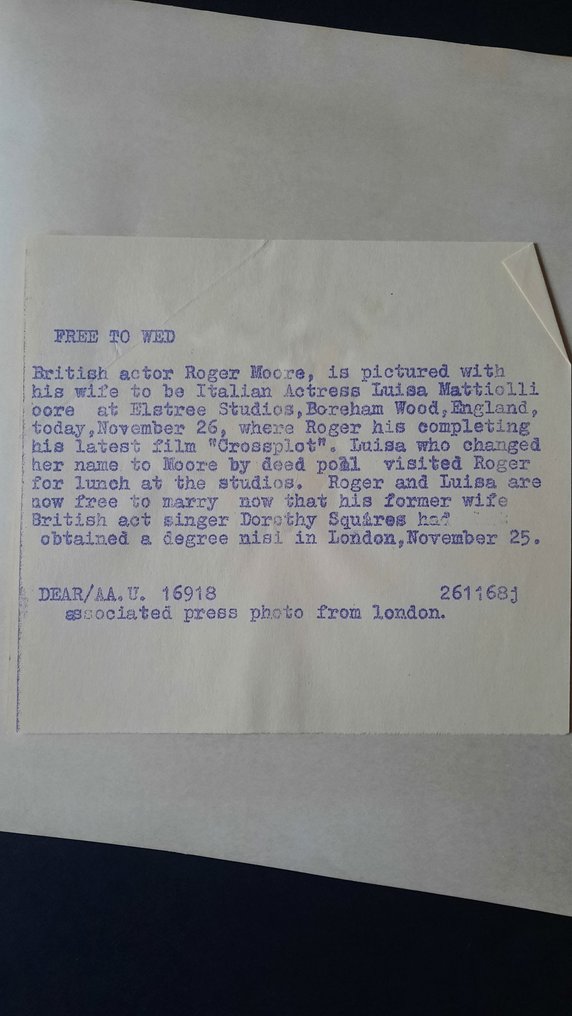 FREE TO WED
British actor Roger Moore, is pictured with
his wife to be Italian Actress Luisa Mattiolli
oore at Elstree Studios,Boreham Wood,England,
today,November 26, where Roger his completing
his latest film "Crossplot". Luisa who changed
her name to Moore by deed poll visited Roger
for lunch at the studios. Roger and Luisa are
now free to marry now that his former wife
British act singer Dorothy Squires had
obtained a degree nisi in London,November 25.
DEAR/AA.U. 16918 261168j
associated press photo from london.